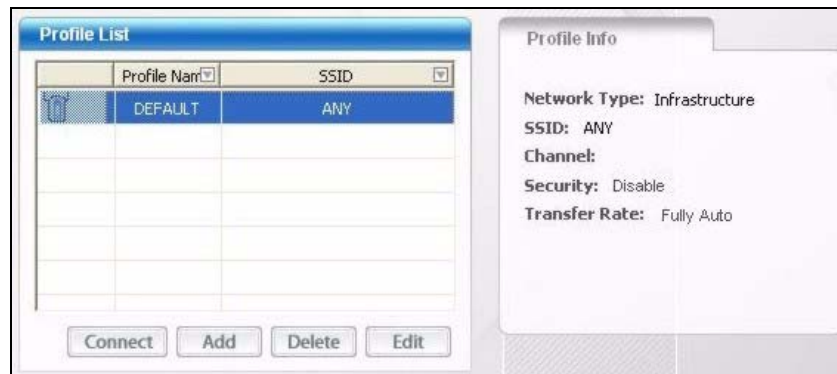 Profile List
Profile Nam SSID
DEFAULT ANY
Connect Add Delete Edit
Profile Info
Network Type: Infrastructure
SSID: ANY
Channel:
Security: Disable
Transfer Rate: Fully Auto